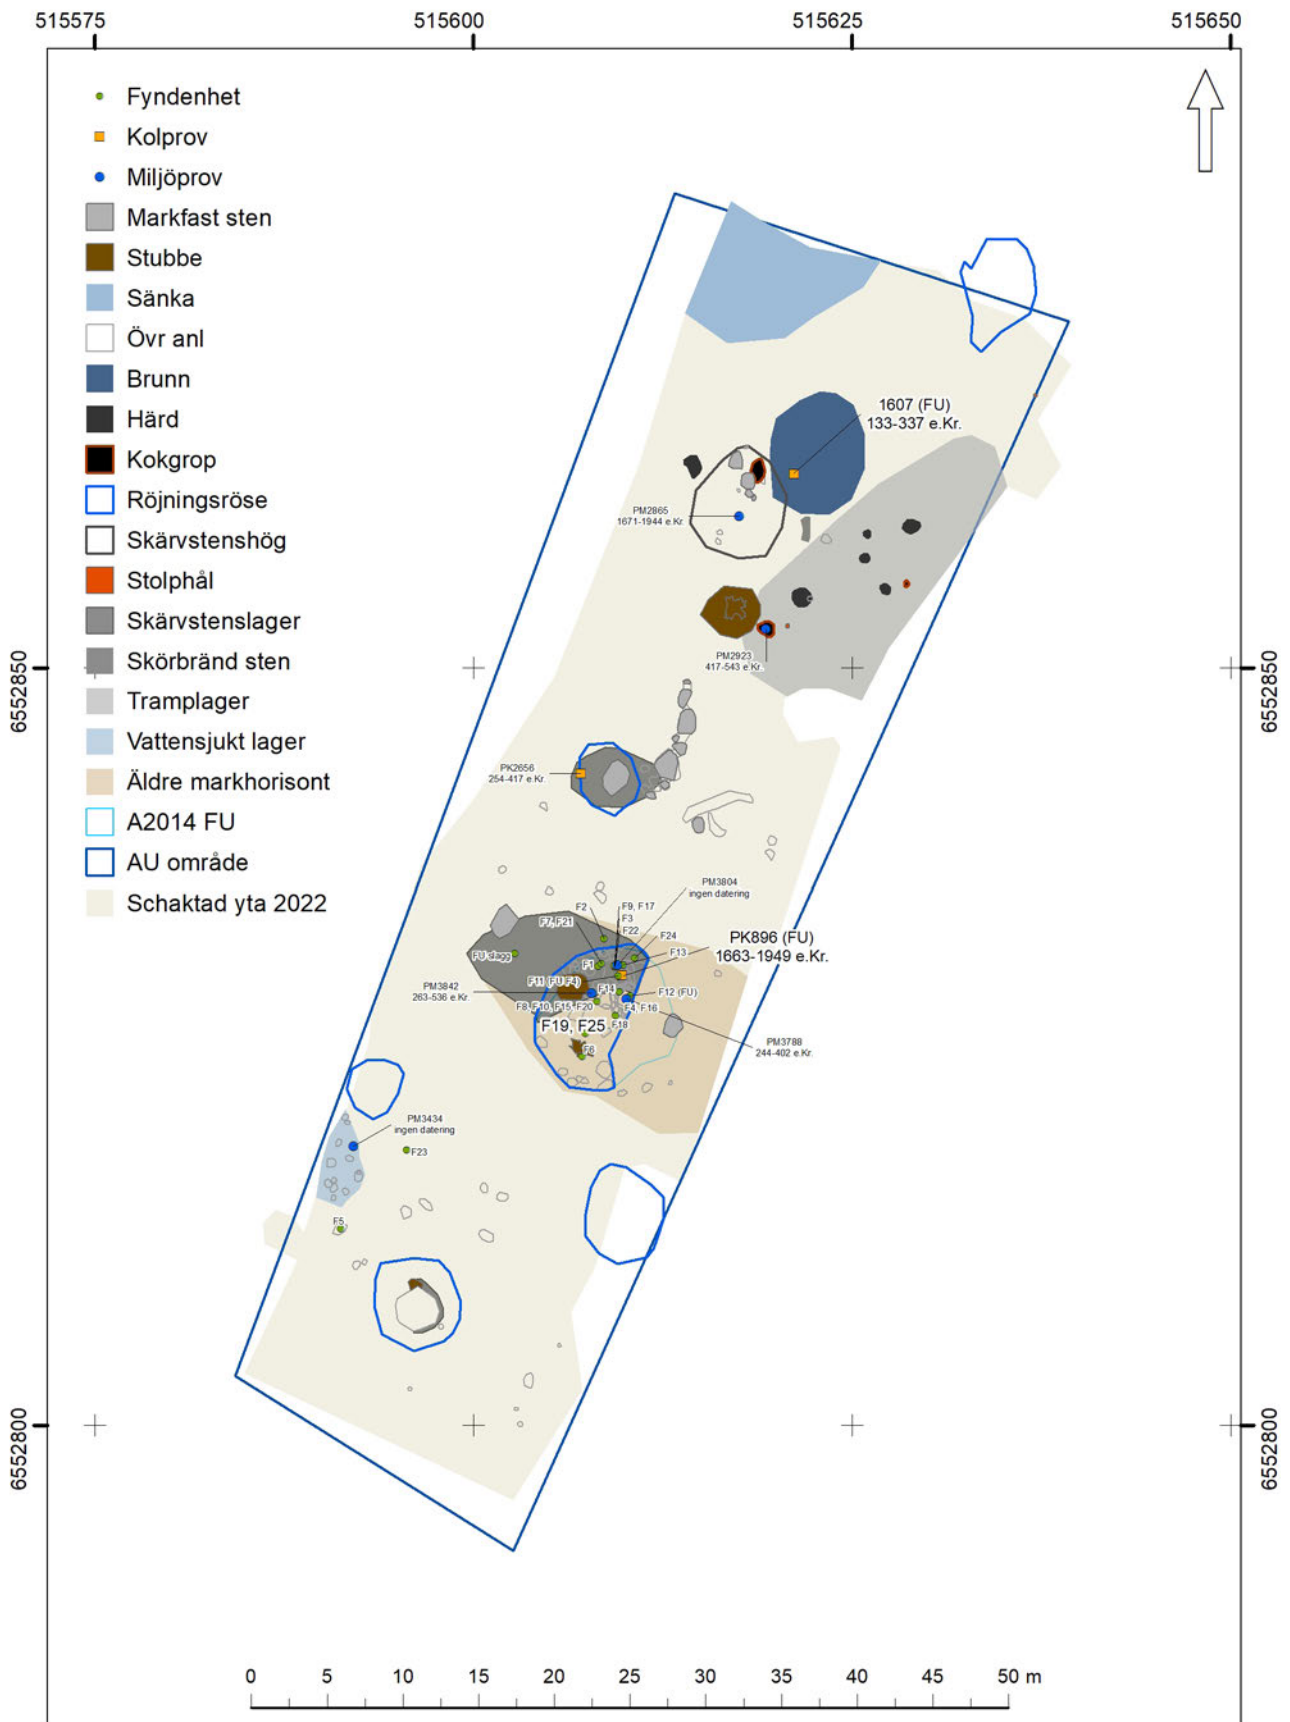 515575 515600 515625 515650
Fyndenhet
Kolprov
Miljöprov
Markfast sten
Stubbe
Sänka
Övr anl
Brunn
Härd
Kokgrop
Röjningsröse
Skärvstenshög
Stolphål
Skärvstenslager
Skörbränd sten
Tramplager
Vattensjukt lager
Äldre markhorisont
A2014 FU
AU område
Schaktad yta 2022
1607 (FU)
133-337 e.Kr.
PM2865
1671-1944 e.Kr.
PM2923
417-543 e.Kr.
6552850 6552850
PK2656
254-417 e.Kr.
PM3804
ingen datering
F2
F9, F17
F7, F21
F3
F22
F24
PK896 (FU)
1663-1949 e.Kr.
FU slagg
F1
F13
F11 (FU F4)
PM3842
263-536 e.Kr.
F14
F12 (FU)
F8, F10, F15, F20
F4, F16
F19, F25
F18
PM3788
244-402 e.Kr.
F6
PM3434
ingen datering
F23
F5
6552800 6552800
0 5 10 15 20 25 30 35 40 45 50 m